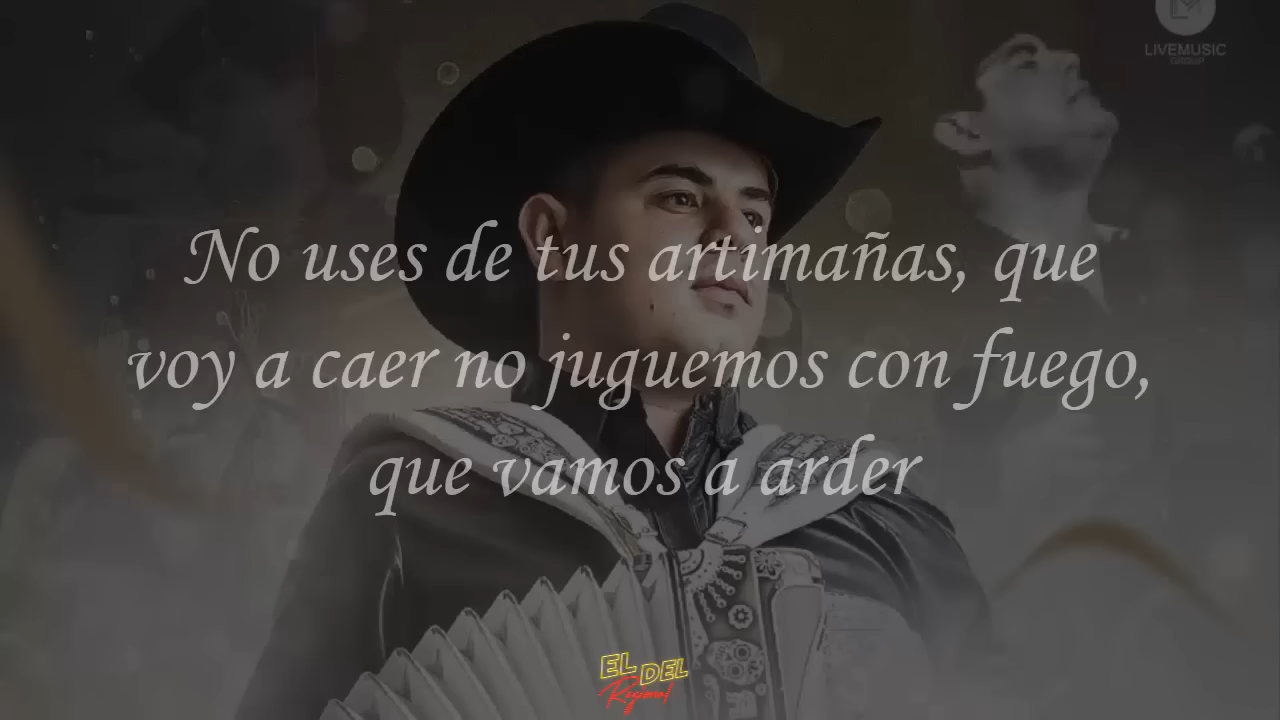 LIVEMUSIC
GROUP
No uses de tus artimañas, que
voy a caer no juguemos con fuego,
que vamos a arder
EL DEL
Regional